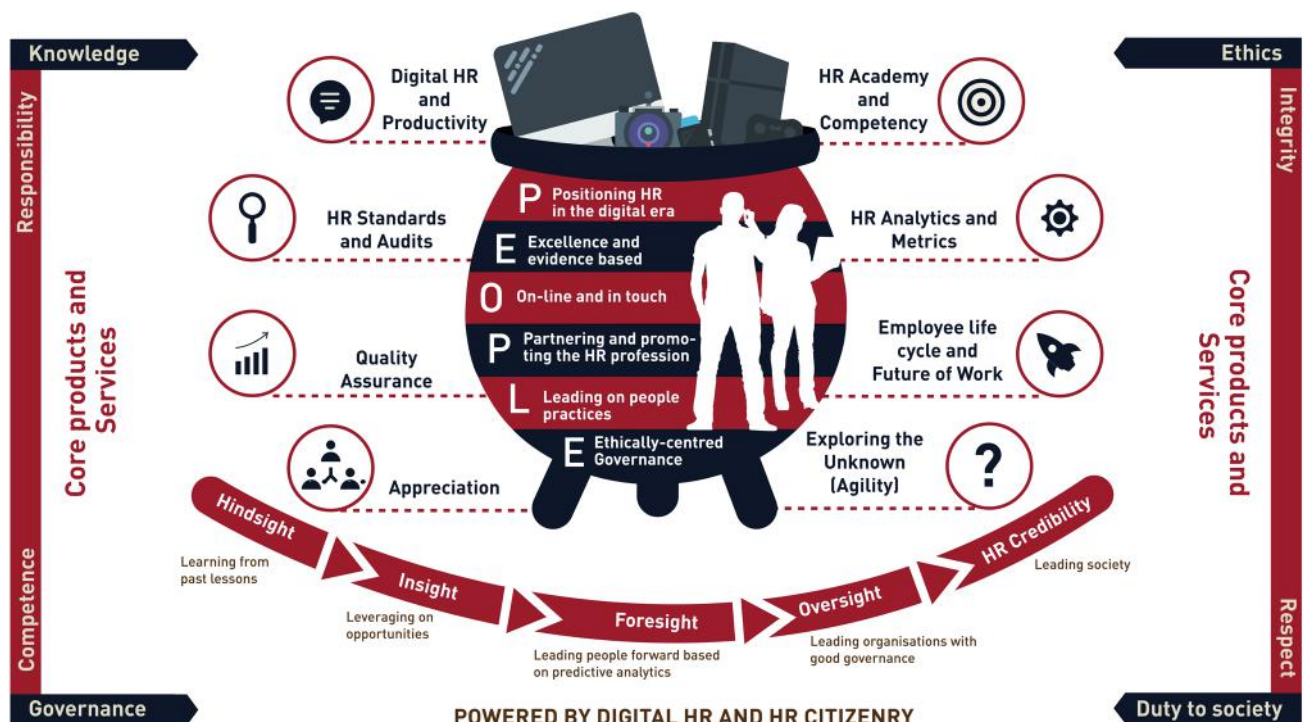 Knowledge
Responsibility
Core products and
Services
Competence
Governance
Digital HR
and
Productivity
HR Standards
and Audits
Quality
Assurance
Appreciation
P Positioning HR
in the digital era
E Excellence and
evidence based
O On-line and in touch
P Partnering and promo-
ting the HR profession
L Leading on people
practices
E Ethically-centred
Governance
HR Academy
and
Competency
HR Analytics and
Metrics
Employee life
cycle and
Future of Work
Exploring the
Unknown
(Agility)
?
Ethics
Integrity
Core products and
Services
Respect
Duty to society
Hindsight
Learning from
past lessons
Insight
Leveraging on
opportunities
Foresight
Leading people forward based
on predictive analytics
Oversight
Leading organisations with
good governance
HR Credibility
Leading society
POWERED BY DIGITAL HR AND HR CITIZENRY